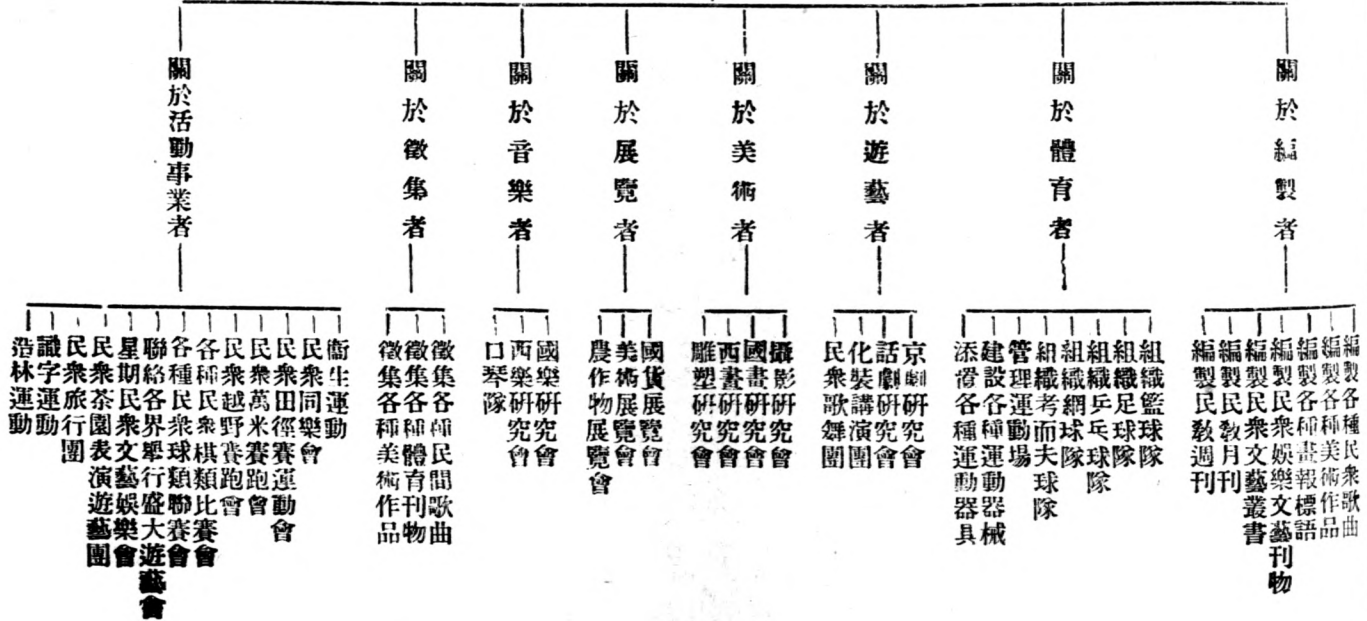 關於編製者
編製各種民衆歌曲
編製各種美術作品
編製各種畫報標語
編製民衆娛樂文藝刊物
編製民衆文藝叢書
編製民敎月刊
編製民敎週刊
關於體育者
組織籃球隊
組織足球隊
組織乒乓球隊
組織網球隊
組織考而夫球隊
管理運動場
建設各種運動器械
添置各種運動器具
關於遊藝者
京劇研究會
話劇研究會
化裝講演團
民衆歌舞團
關於美術者
攝影研究會
國畫研究會
西畫研究會
雕塑研究會
關於展覽者
國貨展覽會
美術展覽會
農作物展覽會
關於音樂者
國樂研究會
西樂研究會
口琴隊
關於徵集者
徵集各種民間歌曲
徵集各種體育刊物
徵集各種美術作品
關於活動事業者
衞生運動
民衆同樂會
民衆田徑賽運動會
民衆萬米賽跑會
民衆越野賽跑會
各種民衆棋類比賽會
各種民衆球類聯賽會
聯絡各界舉行盛大遊藝會
星期民衆文藝娛樂會
民衆茶園表演遊藝團
民衆旅行團
識字運動
造林運動